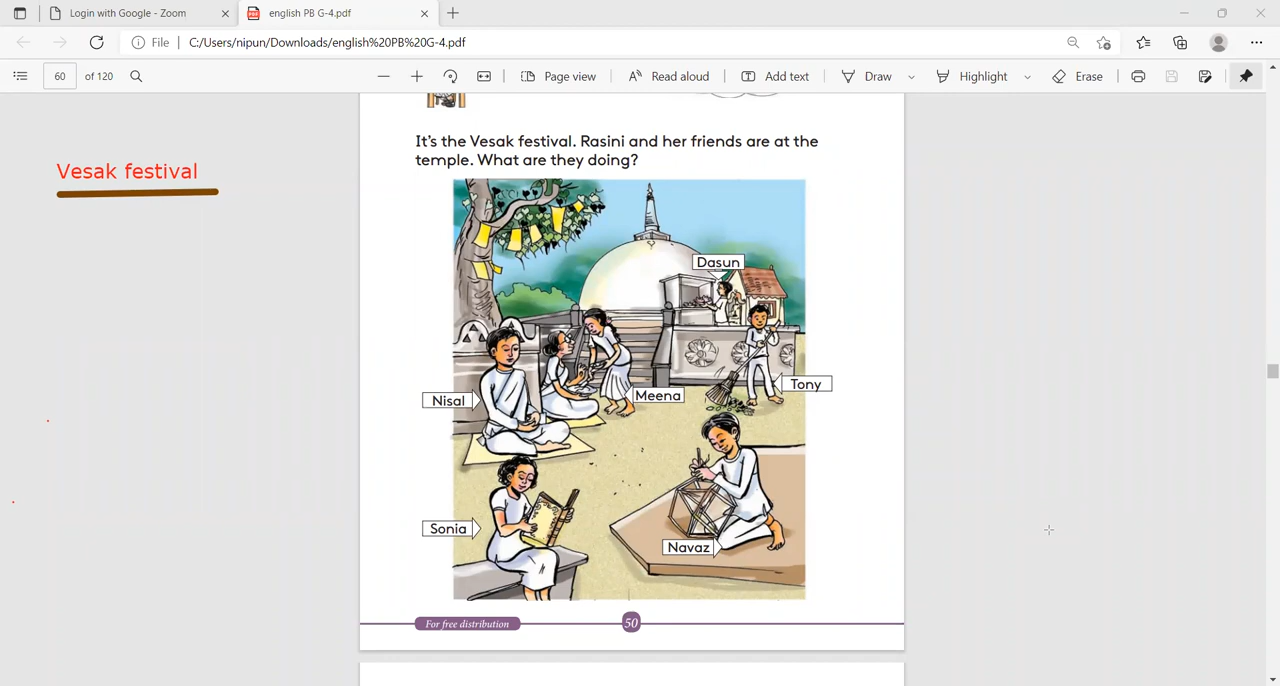 Login with Google - Zoom
english PB G-4.pdf
File
C:/Users/nipun/Downloads/english%20PB%20G-4.pdf
60
of 120
Page view
Read aloud
Add text
Draw
Highlight
Erase
Vesak festival
It's the Vesak festival. Rasini and her friends are at the
temple. What are they doing?
Dasun
Tony
Nisal
Meena
Sonia
Navaz
For free distribution
50